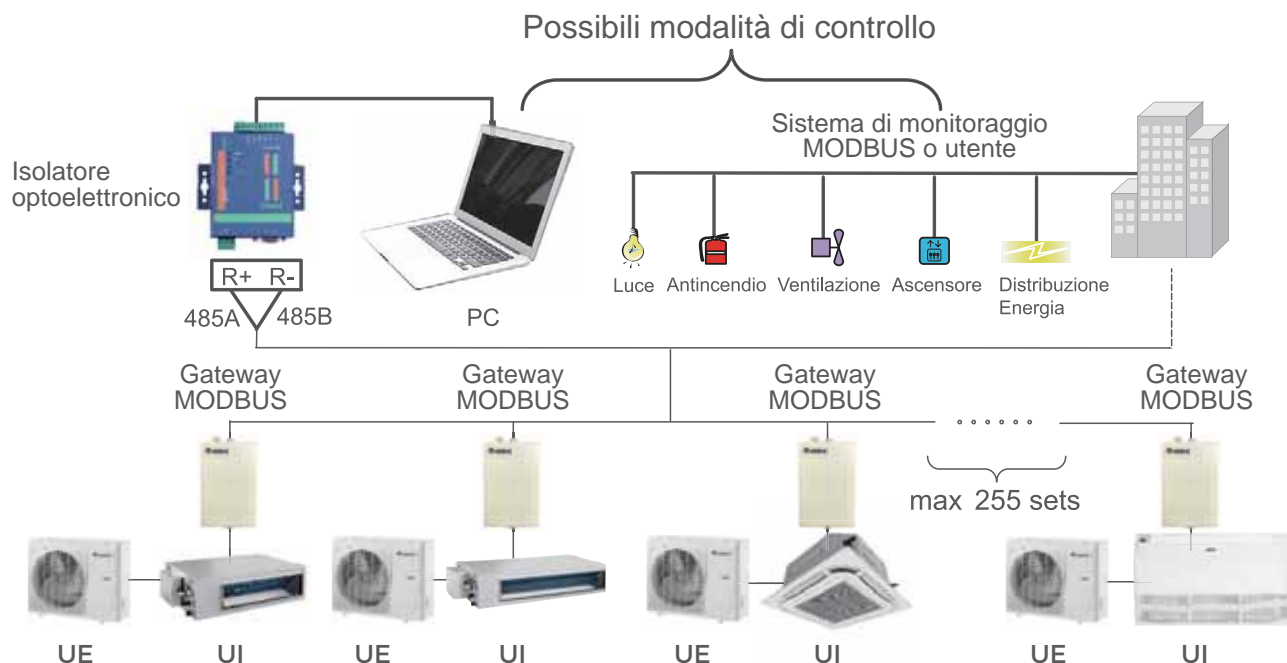 Possibili modalità di controllo
Sistema di monitoraggio
MODBUS o utente
Isolatore
optoelettronico
R+ R-
485A 485B
PC
Luce Antincendio Ventilazione Ascensore Distribuzione
Energia
Gateway
MODBUS
Gateway
MODBUS
Gateway
MODBUS
Gateway
MODBUS
max 255 sets
UE UI UE UI UE UI UE UI